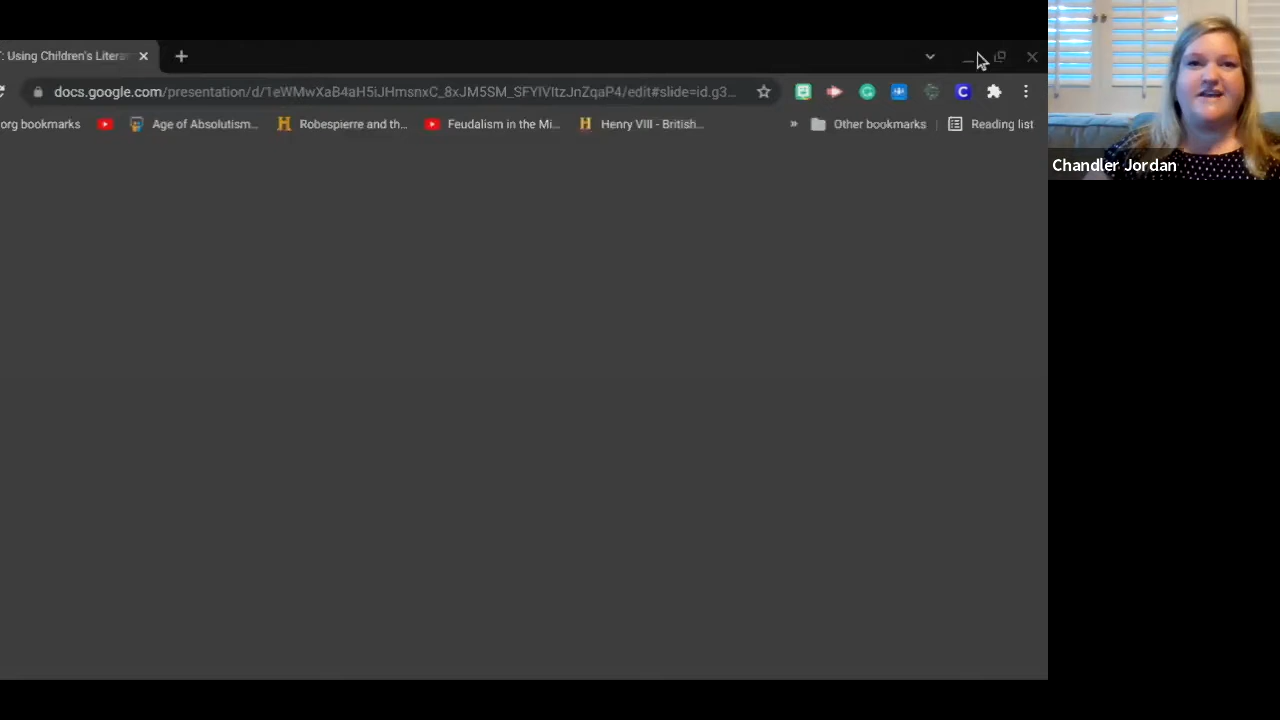 : Using Children's Litera
docs.google.com/presentation/d/1eWMwXaB4aH5iJHmsnxC_8xJM5SM_SFYlVItzJnZqaP4/edit#slide=id.g3...
org bookmarks Age of Absolutism... Robespierre and th... Feudalism in the Mi... Henry VIII - British... » Other bookmarks Reading list
Chandler Jordan